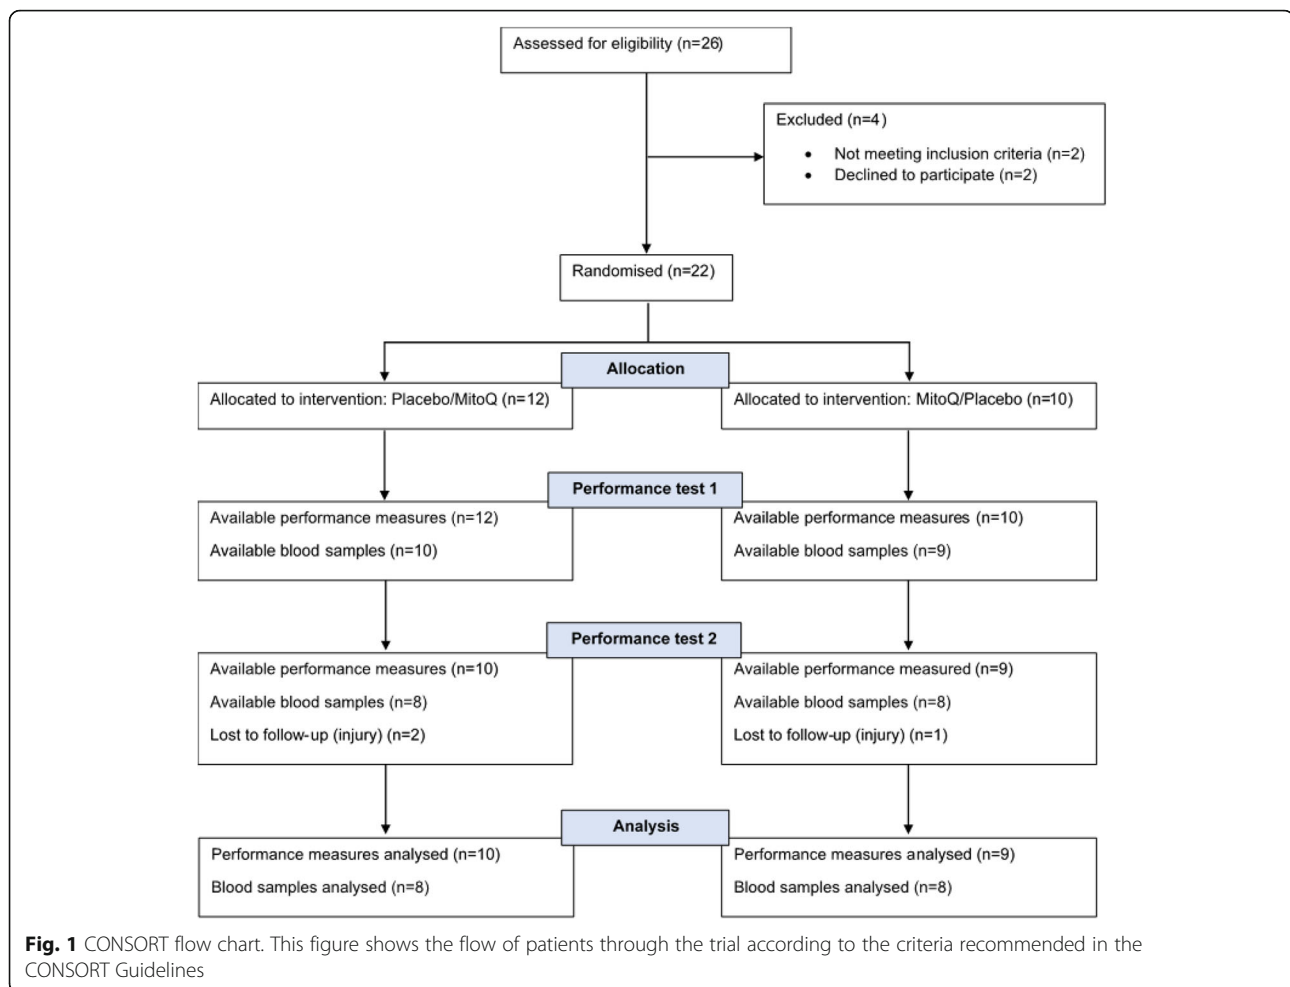 Assessed for eligibility (n=26)
Excluded (n=4)
• Not meeting inclusion criteria (n=2)
• Declined to participate (n=2)
Randomised (n=22)
Allocation
Allocated to intervention: Placebo/MitoQ (n=12)
Allocated to intervention: MitoQ/Placebo (n=10)
Performance test 1
Available performance measures (n=12)
Available blood samples (n=10)
Available performance measures (n=10)
Available blood samples (n=9)
Performance test 2
Available performance measures (n=10)
Available blood samples (n=8)
Lost to follow-up (injury) (n=2)
Available performance measured (n=9)
Available blood samples (n=8)
Lost to follow-up (injury) (n=1)
Analysis
Performance measures analysed (n=10)
Blood samples analysed (n=8)
Performance measures analysed (n=9)
Blood samples analysed (n=8)
Fig. 1 CONSORT flow chart. This figure shows the flow of patients through the trial according to the criteria recommended in the
CONSORT Guidelines